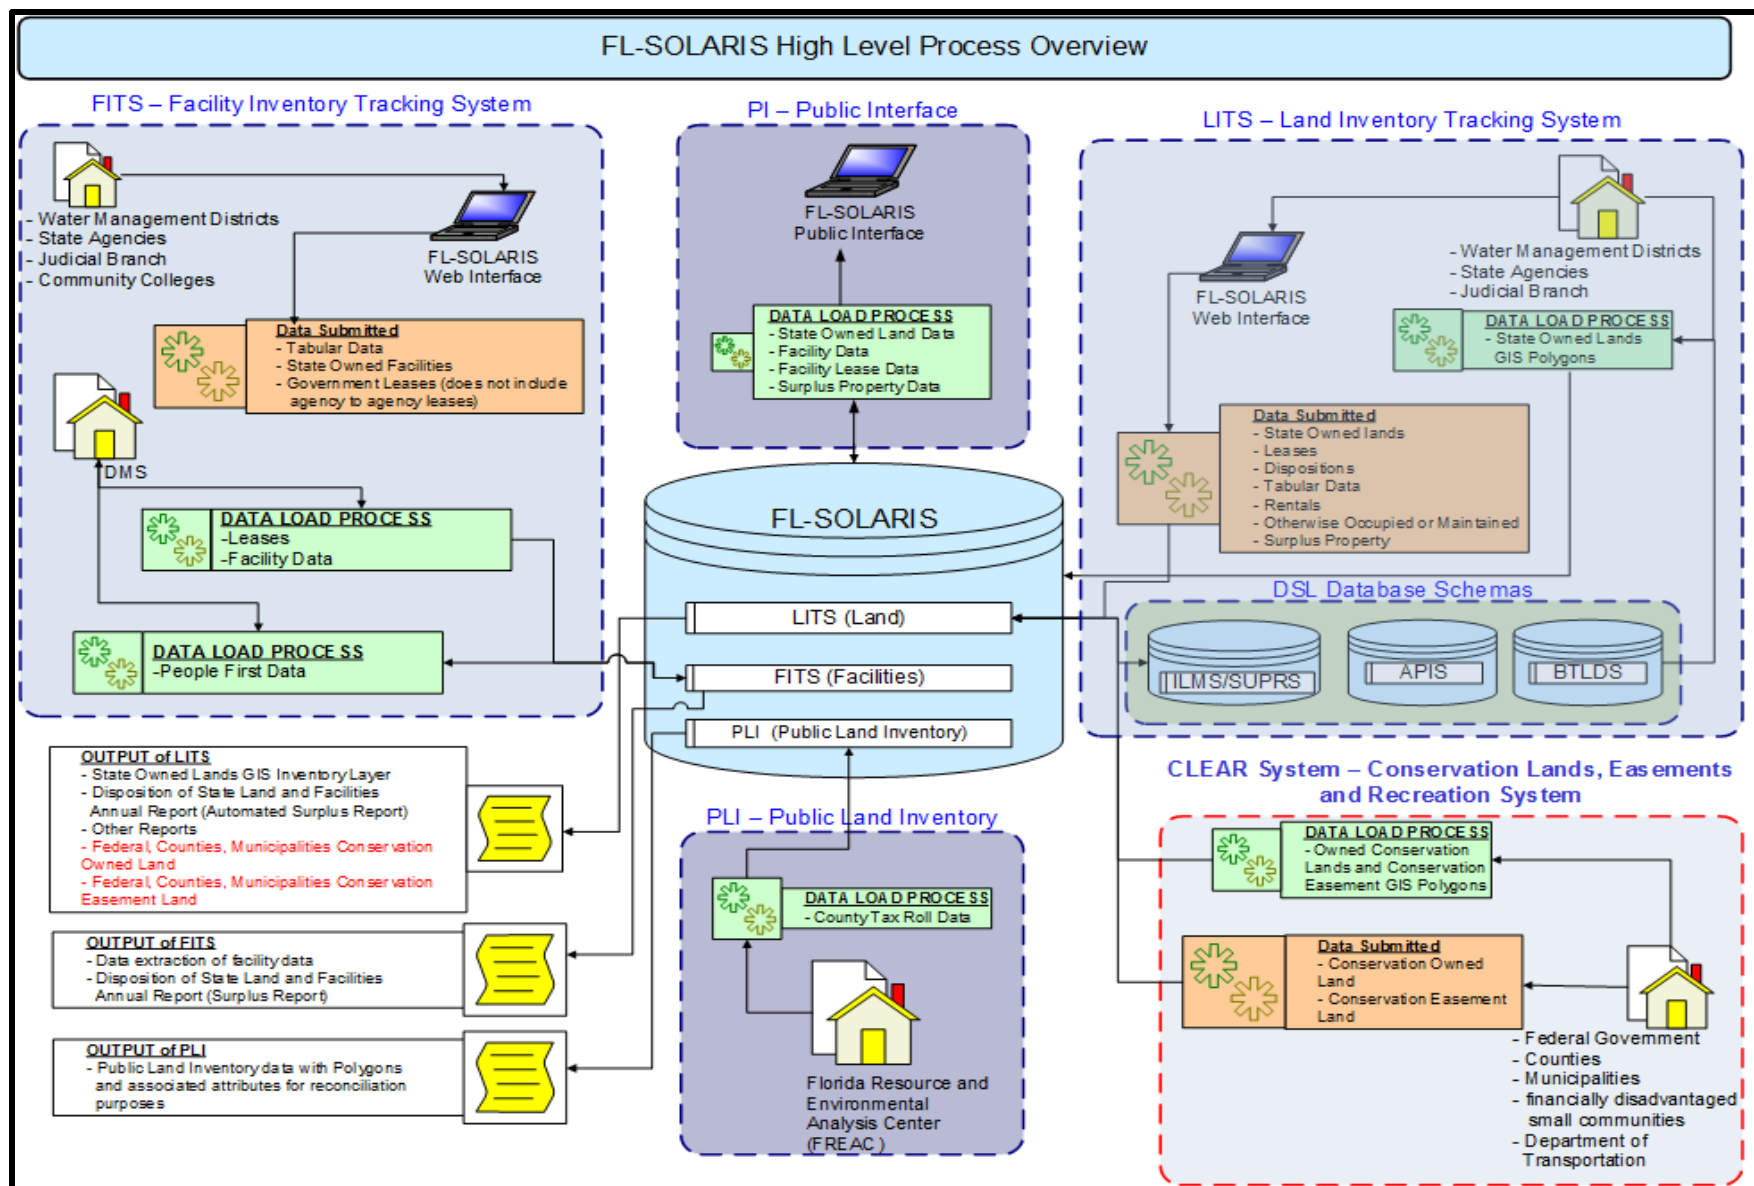 FL-SOLARIS High Level Process Overview
FITS – Facility Inventory Tracking System
- Water Management Districts
- State Agencies
- Judicial Branch
- Community Colleges
FL-SOLARIS
Web Interface
Data Submitted
- Tabular Data
- State Owned Facilities
- Government Leases (does not include
agency to agency leases)
DMS
DATA LOAD PROCESS
-Leases
-Facility Data
DATA LOAD PROCESS
-People First Data
PI – Public Interface
FL-SOLARIS
Public Interface
DATA LOAD PROCESS
- State Owned Land Data
- Facility Data
- Facility Lease Data
- Surplus Property Data
FL-SOLARIS
LITS (Land)
FITS (Facilities)
PLI (Public Land Inventory)
LITS – Land Inventory Tracking System
- Water Management Districts
- State Agencies
- Judicial Branch
FL-SOLARIS
Web Interface
DATA LOAD PROCESS
- State Owned Lands
GIS Polygons
Data Submitted
- State Owned lands
- Leases
- Dispositions
- Tabular Data
- Rentals
- Otherwise Occupied or Maintained
- Surplus Property
DSL Database Schemas
ILMS/SUPRS
APIS
BTLDS
OUTPUT of LITS
- State Owned Lands GIS Inventory Layer
- Disposition of State Land and Facilities
Annual Report (Automated Surplus Report)
- Other Reports
- Federal, Counties, Municipalities Conservation
Owned Land
- Federal, Counties, Municipalities Conservation
Easement Land
OUTPUT of FITS
- Data extraction of facility data
- Disposition of State Land and Facilities
Annual Report (Surplus Report)
OUTPUT of PLI
- Public Land Inventory data with Polygons
and associated attributes for reconciliation
purposes
PLI – Public Land Inventory
DATA LOAD PROCESS
- County Tax Roll Data
Florida Resource and
Environmental
Analysis Center
(FREAC)
CLEAR System – Conservation Lands, Easements
and Recreation System
DATA LOAD PROCESS
- Owned Conservation
Lands and Conservation
Easement GIS Polygons
Data Submitted
- Conservation Owned
Land
- Conservation Easement
Land
- Federal Government
- Counties
- Municipalities
- financially disadvantaged
small communities
- Department of
Transportation